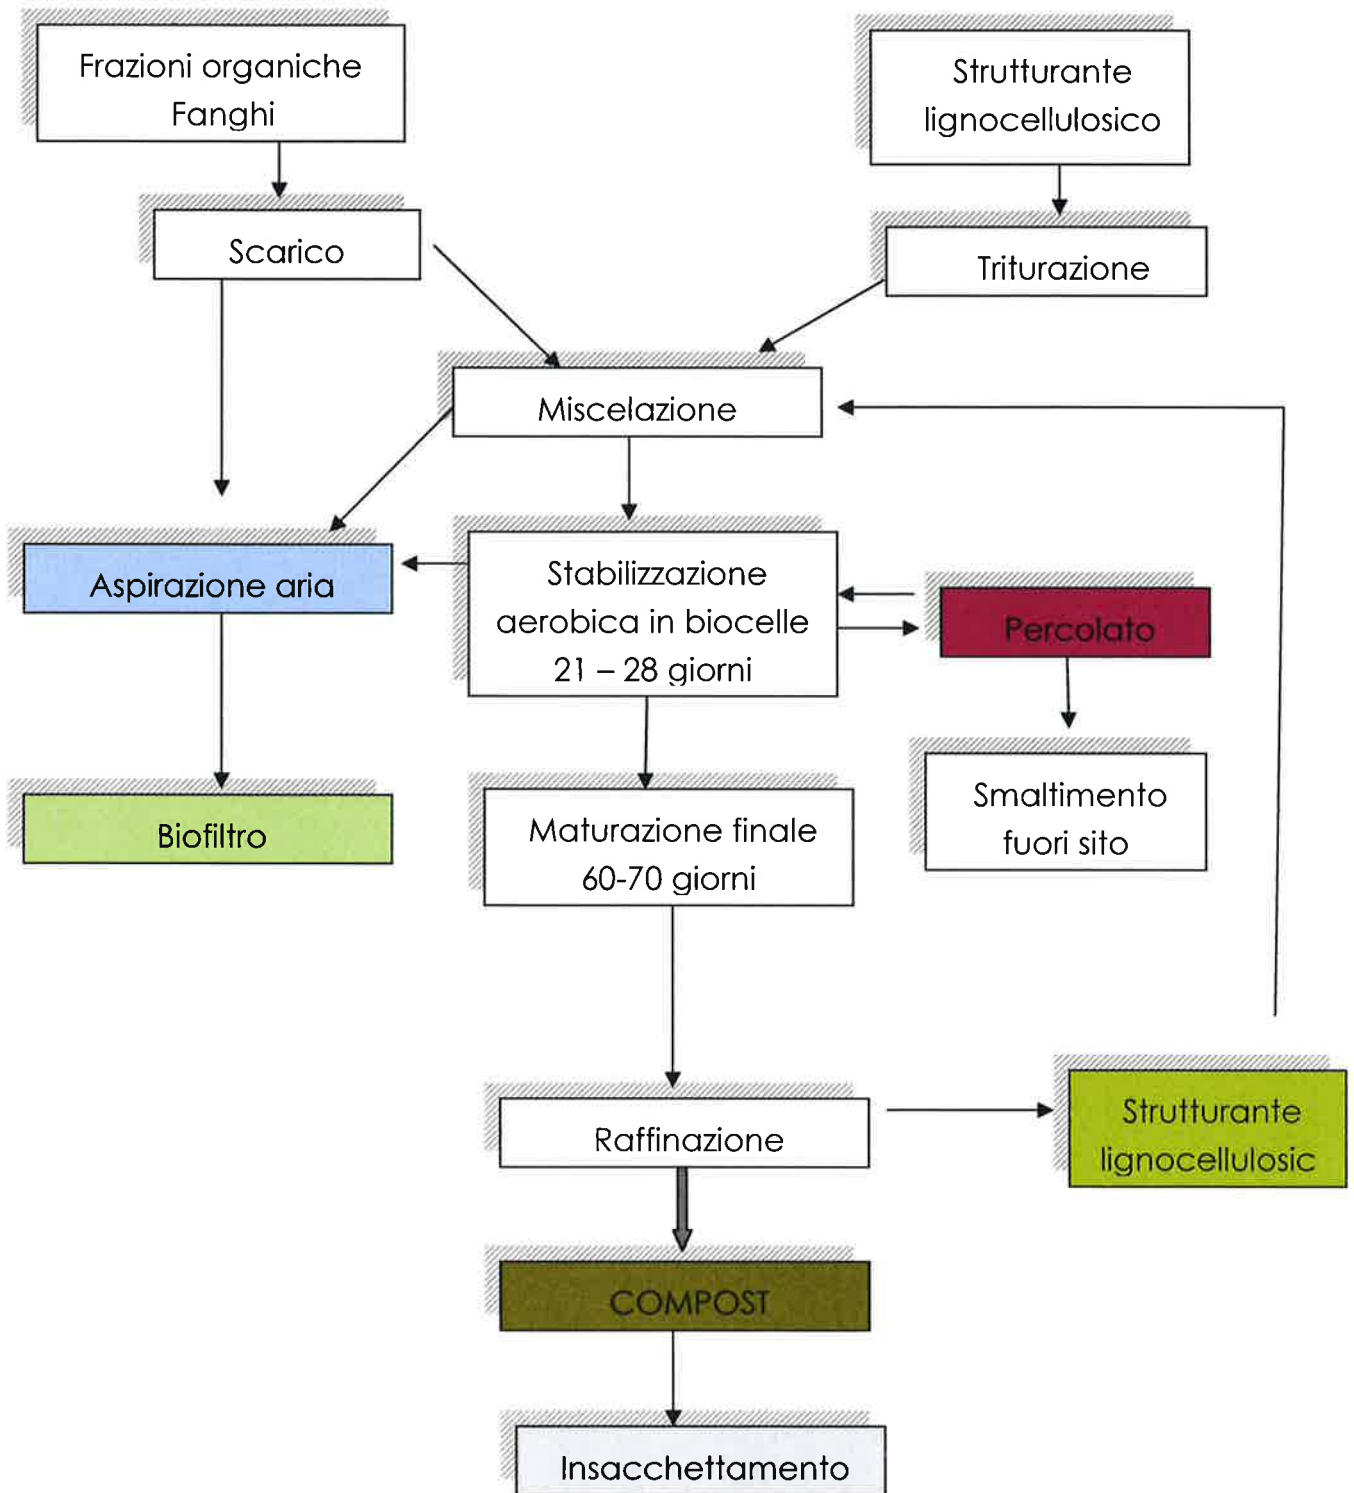 Frazioni organiche
Fanghi
Strutturante
lignocellulosico
Scarico
Triturazione
Miscelazione
Aspirazione aria
Stabilizzazione
aerobica in biocelle
21 – 28 giorni
Percolato
Biofiltro
Maturazione finale
60-70 giorni
Smaltimento
fuori sito
Raffinazione
Strutturante
lignocellulosic
COMPOST
Insacchettamento